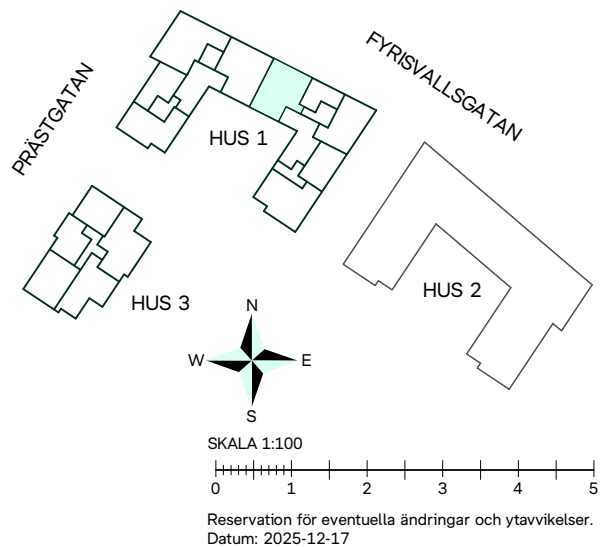 FYRISVALLSGATAN
PRÄSTGATAN
HUS 1
HUS 2
HUS 3
N
W E
S
SKALA 1:100
0 1 2 3 4 5
Reservation för eventuella ändringar och ytavvikelser.
Datum: 2025-12-17